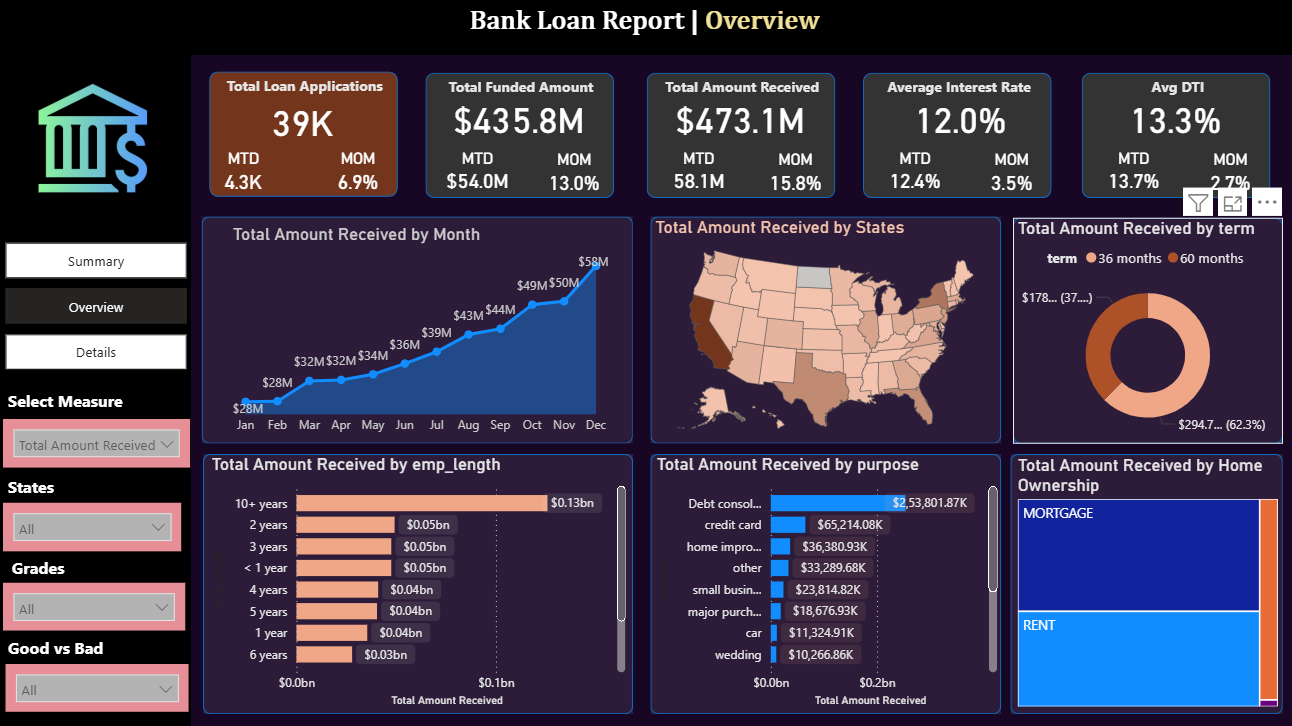 Bank Loan Report | Overview
Total Loan Applications
39K
MTD MOM
4.3K 6.9%
Total Funded Amount
$435.8M
MTD MOM
$54.0M 13.0%
Total Amount Received
$473.1M
MTD MOM
58.1M 15.8%
Average Interest Rate
12.0%
MTD MOM
12.4% 3.5%
Avg DTI
13.3%
MTD MOM
13.7% 2.7%
Summary
Overview
Details
Select Measure
Total Amount Received
States
All
Grades
All
Good vs Bad
All
Total Amount Received by Month
$28M $28M $32M $32M $34M $36M $39M $43M $44M $49M $50M $58M
Jan Feb Mar Apr May Jun Jul Aug Sep Oct Nov Dec
Total Amount Received by States
Total Amount Received by term
term 36 months 60 months
$178... (37....)
$294.7... (62.3%)
Total Amount Received by emp_length
10+ years $0.13bn
2 years $0.05bn
3 years $0.05bn
< 1 year $0.05bn
4 years $0.04bn
5 years $0.04bn
1 year $0.04bn
6 years $0.03bn
$0.0bn $0.1bn
Total Amount Received
Total Amount Received by purpose
Debt consol... $2,53,801.87K
credit card $65,214.08K
home impro... $36,380.93K
other $33,289.68K
small busin... $23,814.82K
major purch... $18,676.93K
car $11,324.91K
wedding $10,266.86K
$0.0bn $0.2bn
Total Amount Received
Total Amount Received by Home
Ownership
MORTGAGE
RENT